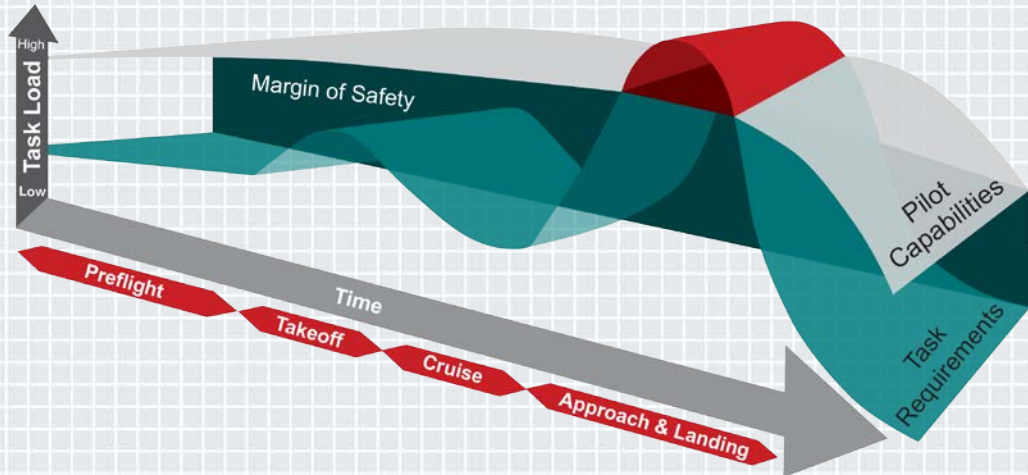 High
Task Load
Low
Margin of Safety
Pilot
Capabilities
Task
Requirements
Time
Preflight
Takeoff
Cruise
Approach & Landing